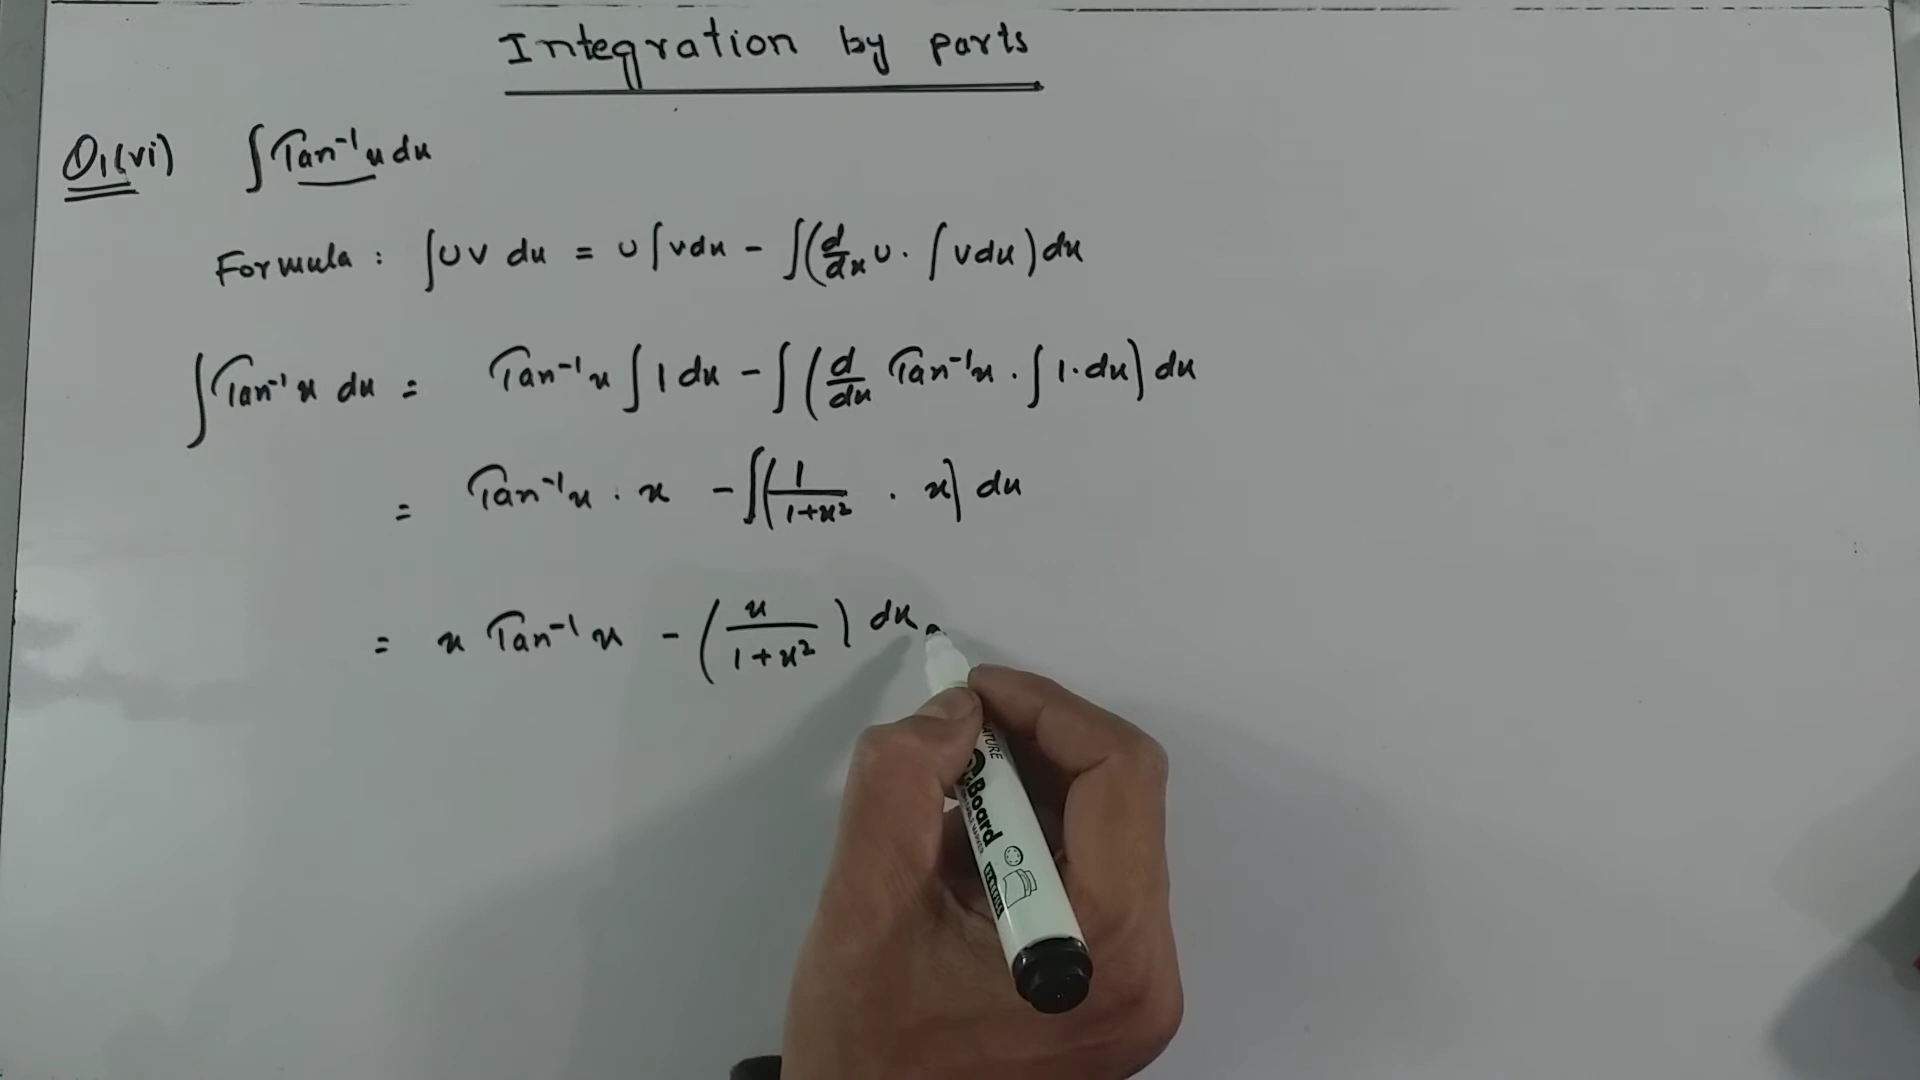 Integration by parts
Q1(vi) ∫Tan⁻¹x dx
Formula : ∫UV dx = U∫Vdx - ∫(d/dx U · ∫Vdx) dx
∫Tan⁻¹x dx = Tan⁻¹x ∫1 dx - ∫(d/dx Tan⁻¹x · ∫1·dx) dx
= Tan⁻¹x · x - ∫(1/(1+x²) · x) dx
= x Tan⁻¹x - (x/(1+x²)) dx
Board